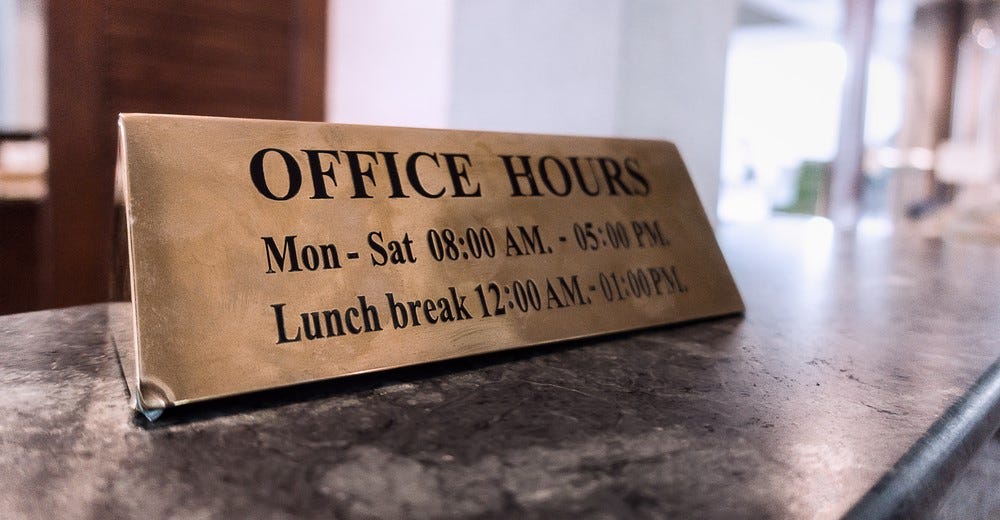 OFFICE HOURS
Mon - Sat 08:00 AM. - 05:00 PM.
Lunch break 12:00 AM. - 01:00 PM.